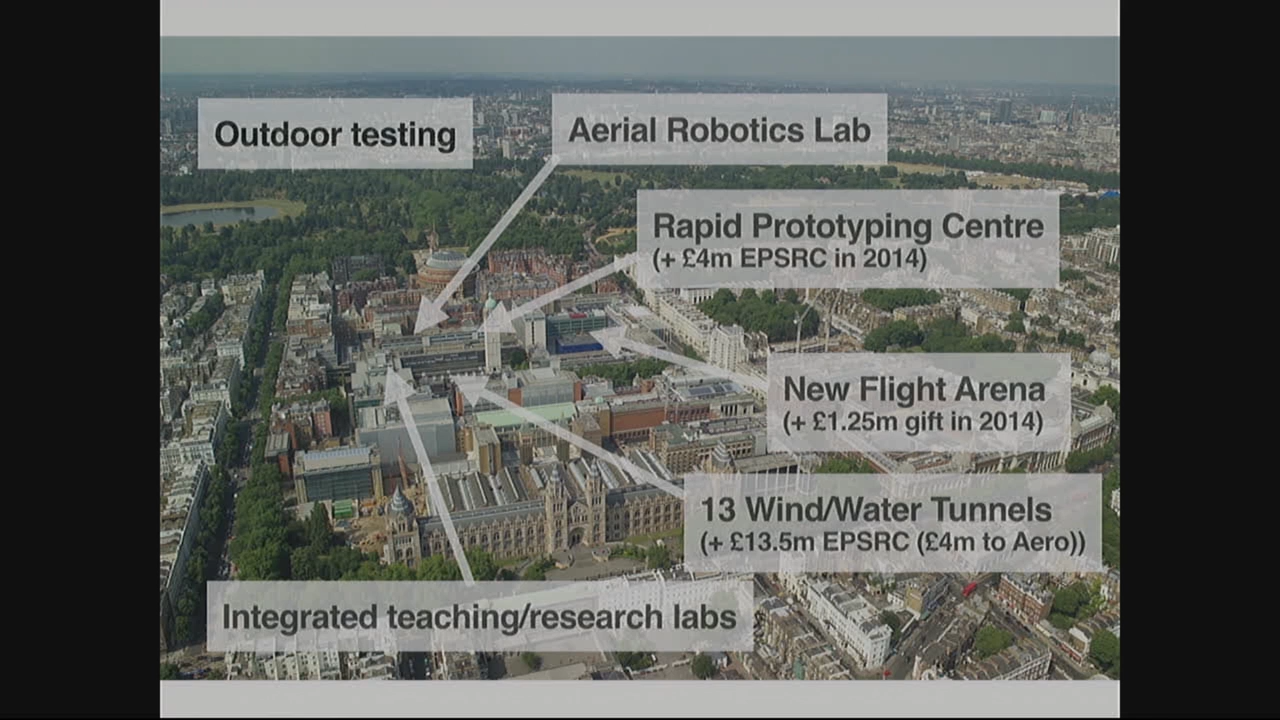 Outdoor testing
Aerial Robotics Lab
Rapid Prototyping Centre
(+ £4m EPSRC in 2014)
New Flight Arena
(+ £1.25m gift in 2014)
13 Wind/Water Tunnels
(+ £13.5m EPSRC (£4m to Aero))
Integrated teaching/research labs